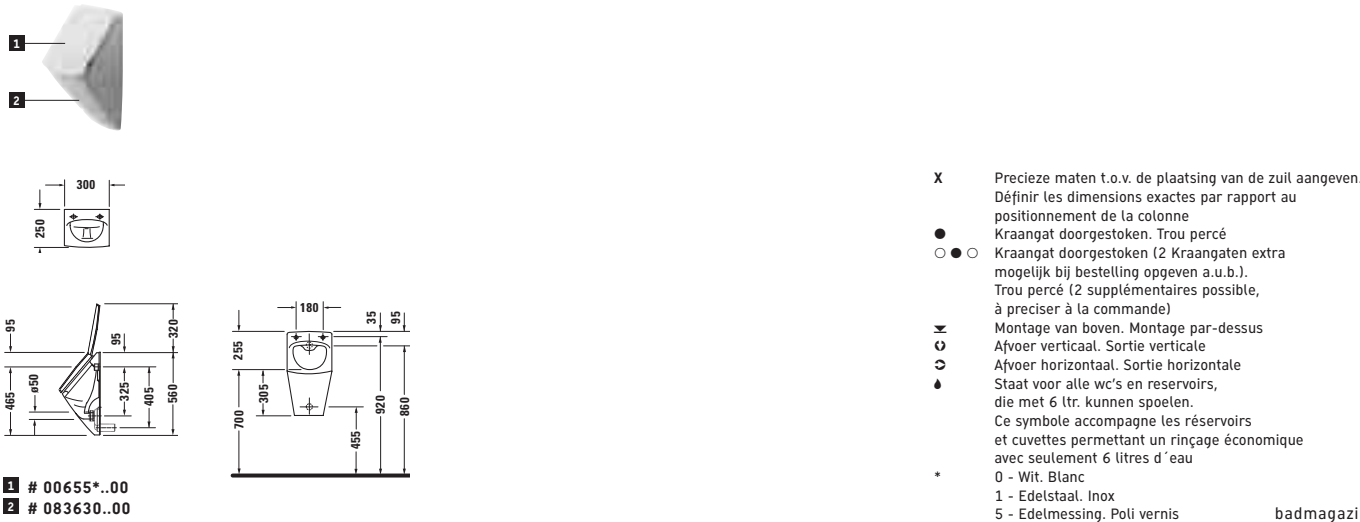 1
2
300
250
95
465
ø50
95
325
405
320
560
180
35
95
255
305
700
455
920
860
1 # 00655*..00
2 # 083630..00
X Precieze maten t.o.v. de plaatsing van de zuil aangeven.
Définir les dimensions exactes par rapport au
positionnement de la colonne
● Kraangat doorgestoken. Trou percé
○ ● ○ Kraangat doorgestoken (2 Kraangaten extra
mogelijk bij bestelling opgeven a.u.b.).
Trou percé (2 supplémentaires possible,
à preciser à la commande)
Montage van boven. Montage par-dessus
Afvoer verticaal. Sortie verticale
Afvoer horizontaal. Sortie horizontale
Staat voor alle wc's en reservoirs,
die met 6 ltr. kunnen spoelen.
Ce symbole accompagne les réservoirs
et cuvettes permettant un rinçage économique
avec seulement 6 litres d´eau
* 0 - Wit. Blanc
1 - Edelstaal. Inox
5 - Edelmessing. Poli vernis
badmagazi